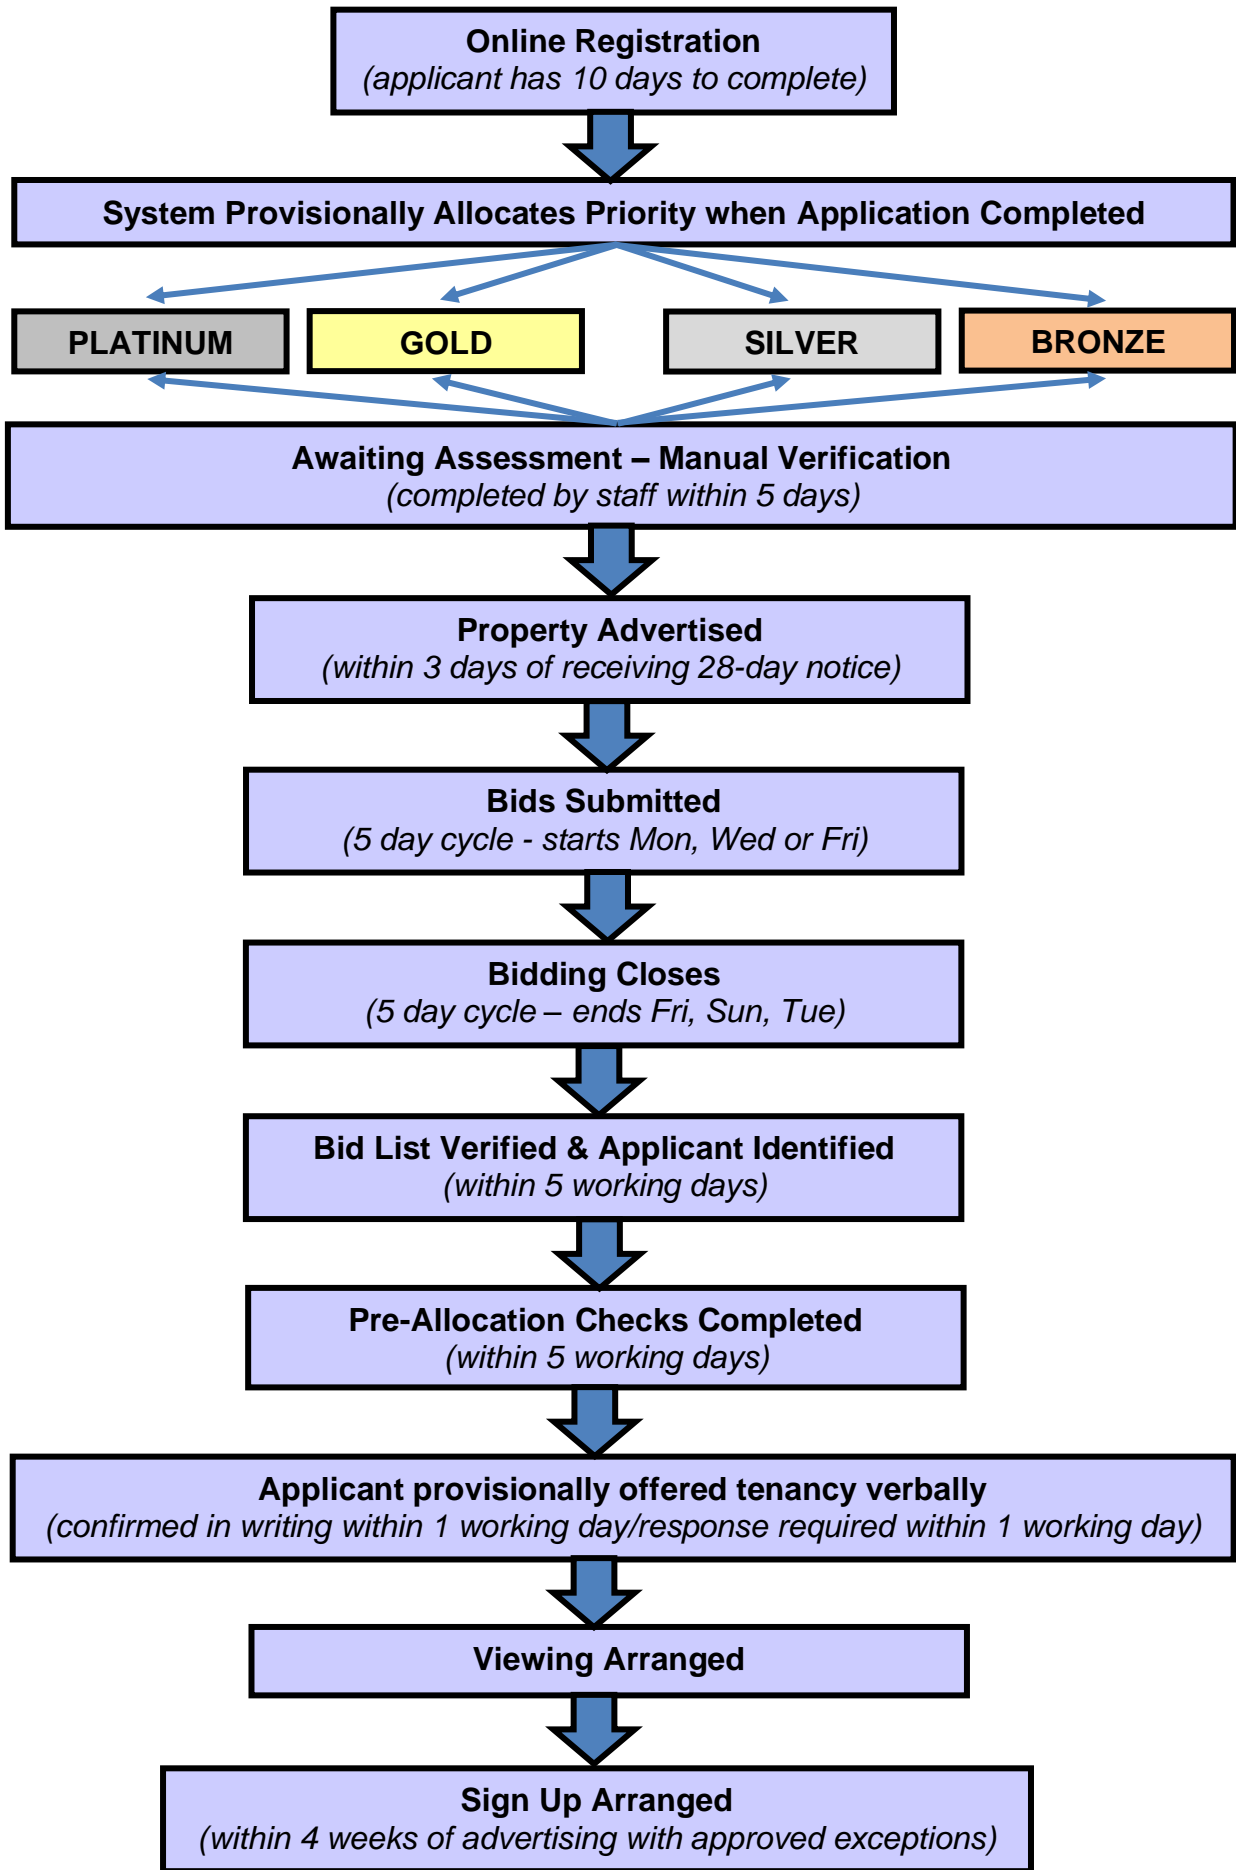 Online Registration
(applicant has 10 days to complete)
System Provisionally Allocates Priority when Application Completed
PLATINUM
GOLD
SILVER
BRONZE
Awaiting Assessment – Manual Verification
(completed by staff within 5 days)
Property Advertised
(within 3 days of receiving 28-day notice)
Bids Submitted
(5 day cycle - starts Mon, Wed or Fri)
Bidding Closes
(5 day cycle – ends Fri, Sun, Tue)
Bid List Verified & Applicant Identified
(within 5 working days)
Pre-Allocation Checks Completed
(within 5 working days)
Applicant provisionally offered tenancy verbally
(confirmed in writing within 1 working day/response required within 1 working day)
Viewing Arranged
Sign Up Arranged
(within 4 weeks of advertising with approved exceptions)